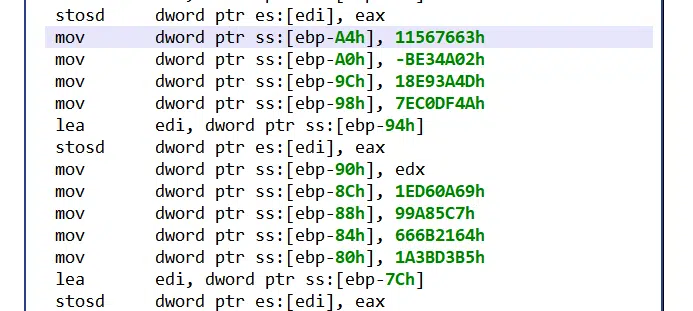 stosd dword ptr es:[edi], eax
mov dword ptr ss:[ebp-A4h], 11567663h
mov dword ptr ss:[ebp-A0h], -BE34A02h
mov dword ptr ss:[ebp-9Ch], 18E93A4Dh
mov dword ptr ss:[ebp-98h], 7EC0DF4Ah
lea edi, dword ptr ss:[ebp-94h]
stosd dword ptr es:[edi], eax
mov dword ptr ss:[ebp-90h], edx
mov dword ptr ss:[ebp-8Ch], 1ED60A69h
mov dword ptr ss:[ebp-88h], 99A85C7h
mov dword ptr ss:[ebp-84h], 666B2164h
mov dword ptr ss:[ebp-80h], 1A3BD3B5h
lea edi, dword ptr ss:[ebp-7Ch]
stosd dword ptr es:[edi], eax